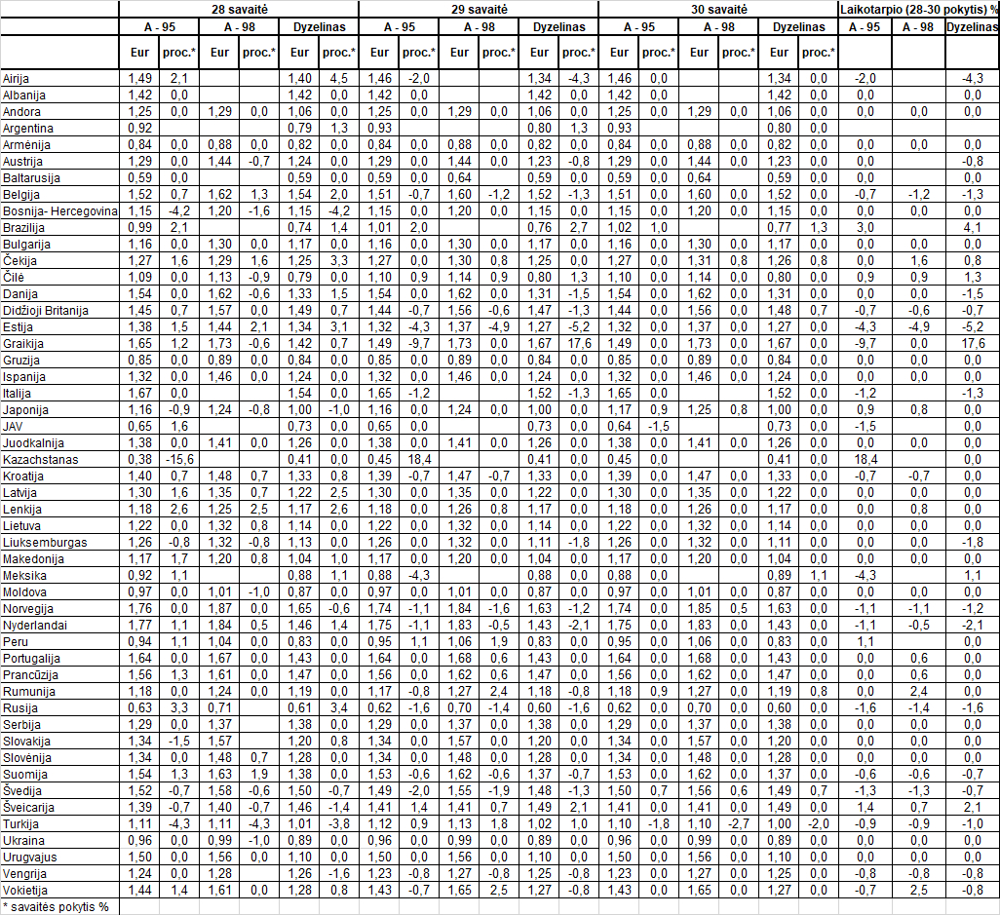 28 savaitė 29 savaitė 30 savaitė Laikotarpio (28-30 pokytis) %
A - 95 A - 98 Dyzelinas A - 95 A - 98 Dyzelinas A - 95 A - 98 Dyzelinas A - 95 A - 98 Dyzelinas
Eur proc.* Eur proc.* Eur proc.* Eur proc.* Eur proc.* Eur proc.* Eur proc.* Eur proc.* Eur proc.*
Airija 1,49 2,1 1,40 4,5 1,46 -2,0 1,34 -4,3 1,46 0,0 1,34 0,0 -2,0 -4,3
Albanija 1,42 0,0 1,42 0,0 1,42 0,0 1,42 0,0 1,42 0,0 1,42 0,0 0,0 0,0
Andora 1,25 0,0 1,29 0,0 1,06 0,0 1,25 0,0 1,29 0,0 1,06 0,0 1,25 0,0 1,29 0,0 1,06 0,0 0,0 0,0 0,0
Argentina 0,92 0,79 1,3 0,93 0,80 1,3 0,93 0,80 0,0
Armėnija 0,84 0,0 0,88 0,0 0,82 0,0 0,84 0,0 0,88 0,0 0,82 0,0 0,84 0,0 0,88 0,0 0,82 0,0 0,0 0,0 0,0
Austrija 1,29 0,0 1,44 -0,7 1,24 0,0 1,29 0,0 1,44 0,0 1,23 -0,8 1,29 0,0 1,44 0,0 1,23 0,0 0,0 -0,8
Baltarusija 0,59 0,0 0,59 0,0 0,59 0,0 0,64 0,59 0,0 0,59 0,0 0,64 0,59 0,0 0,0 0,0
Belgija 1,52 0,7 1,62 1,3 1,54 2,0 1,51 -0,7 1,60 -1,2 1,52 -1,3 1,51 0,0 1,60 0,0 1,52 0,0 -0,7 -1,2 -1,3
Bosnija- Hercegovina 1,15 -4,2 1,20 -1,6 1,15 -4,2 1,15 0,0 1,20 0,0 1,15 0,0 1,15 0,0 1,20 0,0 1,15 0,0 0,0 0,0 0,0
Brazilija 0,99 2,1 0,74 1,4 1,01 2,0 0,76 2,7 1,02 1,0 0,77 1,3 3,0 4,1
Bulgarija 1,16 0,0 1,30 0,0 1,17 0,0 1,16 0,0 1,30 0,0 1,17 0,0 1,16 0,0 1,30 0,0 1,17 0,0 0,0 0,0 0,0
Čekija 1,27 1,6 1,29 1,6 1,25 3,3 1,27 0,0 1,30 0,8 1,25 0,0 1,27 0,0 1,31 0,8 1,26 0,8 0,0 1,6 0,8
Čilė 1,09 0,0 1,13 -0,9 0,79 0,0 1,10 0,9 1,14 0,9 0,80 1,3 1,10 0,0 1,14 0,0 0,80 0,0 0,9 0,9 1,3
Danija 1,54 0,0 1,62 -0,6 1,33 1,5 1,54 0,0 1,62 0,0 1,31 -1,5 1,54 0,0 1,62 0,0 1,31 0,0 0,0 0,0 -1,5
Didžioji Britanija 1,45 0,7 1,57 0,0 1,49 0,7 1,44 -0,7 1,56 -0,6 1,47 -1,3 1,44 0,0 1,56 0,0 1,48 0,7 -0,7 -0,6 -0,7
Estija 1,38 1,5 1,44 2,1 1,34 3,1 1,32 -4,3 1,37 -4,9 1,27 -5,2 1,32 0,0 1,37 0,0 1,27 0,0 -4,3 -4,9 -5,2
Graikija 1,65 1,2 1,73 -0,6 1,42 0,7 1,49 -9,7 1,73 0,0 1,67 17,6 1,49 0,0 1,73 0,0 1,67 0,0 -9,7 0,0 17,6
Gruzija 0,85 0,0 0,89 0,0 0,84 0,0 0,85 0,0 0,89 0,0 0,84 0,0 0,85 0,0 0,89 0,0 0,84 0,0 0,0 0,0 0,0
Ispanija 1,32 0,0 1,46 0,0 1,24 0,0 1,32 0,0 1,46 0,0 1,24 0,0 1,32 0,0 1,46 0,0 1,24 0,0 0,0 0,0 0,0
Italija 1,67 0,0 1,54 0,0 1,65 -1,2 1,52 -1,3 1,65 0,0 1,52 0,0 -1,2 -1,3
Japonija 1,16 -0,9 1,24 -0,8 1,00 -1,0 1,16 0,0 1,24 0,0 1,00 0,0 1,17 0,9 1,25 0,8 1,00 0,0 0,9 0,8 0,0
JAV 0,65 1,6 0,73 0,0 0,65 0,0 0,73 0,0 0,64 -1,5 0,73 0,0 -1,5 0,0
Juodkalnija 1,38 0,0 1,41 0,0 1,26 0,0 1,38 0,0 1,41 0,0 1,26 0,0 1,38 0,0 1,41 0,0 1,26 0,0 0,0 0,0 0,0
Kazachstanas 0,38 -15,6 0,41 0,0 0,45 18,4 0,41 0,0 0,45 0,0 0,41 0,0 18,4 0,0
Kroatija 1,40 0,7 1,48 0,7 1,33 0,8 1,39 -0,7 1,47 -0,7 1,33 0,0 1,39 0,0 1,47 0,0 1,33 0,0 -0,7 -0,7 0,0
Latvija 1,30 1,6 1,35 0,7 1,22 2,5 1,30 0,0 1,35 0,0 1,22 0,0 1,30 0,0 1,35 0,0 1,22 0,0 0,0 0,0 0,0
Lenkija 1,18 2,6 1,25 2,5 1,17 2,6 1,18 0,0 1,26 0,8 1,17 0,0 1,18 0,0 1,26 0,0 1,17 0,0 0,0 0,8 0,0
Lietuva 1,22 0,0 1,32 0,8 1,14 0,0 1,22 0,0 1,32 0,0 1,14 0,0 1,22 0,0 1,32 0,0 1,14 0,0 0,0 0,0 0,0
Liuksemburgas 1,26 -0,8 1,32 -0,8 1,13 0,0 1,26 0,0 1,32 0,0 1,11 -1,8 1,26 0,0 1,32 0,0 1,11 0,0 0,0 0,0 -1,8
Makedonija 1,17 1,7 1,20 0,8 1,04 1,0 1,17 0,0 1,20 0,0 1,04 0,0 1,17 0,0 1,20 0,0 1,04 0,0 0,0 0,0 0,0
Meksika 0,92 1,1 0,88 1,1 0,88 -4,3 0,88 0,0 0,88 0,0 0,89 1,1 -4,3 1,1
Moldova 0,97 0,0 1,01 -1,0 0,87 0,0 0,97 0,0 1,01 0,0 0,87 0,0 0,97 0,0 1,01 0,0 0,87 0,0 0,0 0,0 0,0
Norvegija 1,76 0,0 1,87 0,0 1,65 -0,6 1,74 -1,1 1,84 -1,6 1,63 -1,2 1,74 0,0 1,85 0,5 1,63 0,0 -1,1 -1,1 -1,2
Nyderlandai 1,77 1,1 1,84 0,5 1,46 1,4 1,75 -1,1 1,83 -0,5 1,43 -2,1 1,75 0,0 1,83 0,0 1,43 0,0 -1,1 -0,5 -2,1
Peru 0,94 1,1 1,04 0,0 0,83 0,0 0,95 1,1 1,06 1,9 0,83 0,0 0,95 0,0 1,06 0,0 0,83 0,0 1,1 0,0
Portugalija 1,64 0,0 1,67 0,0 1,43 0,0 1,64 0,0 1,68 0,6 1,43 0,0 1,64 0,0 1,68 0,0 1,43 0,0 0,0 0,6 0,0
Prancūzija 1,56 1,3 1,61 0,0 1,47 0,0 1,56 0,0 1,62 0,6 1,47 0,0 1,56 0,0 1,62 0,0 1,47 0,0 0,0 0,6 0,0
Rumunija 1,18 0,0 1,24 0,0 1,19 0,0 1,17 -0,8 1,27 2,4 1,18 -0,8 1,18 0,9 1,27 0,0 1,19 0,8 0,0 2,4 0,0
Rusija 0,63 3,3 0,71 0,61 3,4 0,62 -1,6 0,70 -1,4 0,60 -1,6 0,62 0,0 0,70 0,0 0,60 0,0 -1,6 -1,4 -1,6
Serbija 1,29 0,0 1,37 1,38 0,0 1,29 0,0 1,37 0,0 1,38 0,0 1,29 0,0 1,37 0,0 1,38 0,0 0,0 0,0 0,0
Slovakija 1,34 -1,5 1,57 1,20 0,8 1,34 0,0 1,57 0,0 1,20 0,0 1,34 0,0 1,57 0,0 1,20 0,0 0,0 0,0 0,0
Slovėnija 1,34 0,0 1,48 0,7 1,28 0,0 1,34 0,0 1,48 0,0 1,28 0,0 1,34 0,0 1,48 0,0 1,28 0,0 0,0 0,0 0,0
Suomija 1,54 1,3 1,63 1,9 1,38 0,0 1,53 -0,6 1,62 -0,6 1,37 -0,7 1,53 0,0 1,62 0,0 1,37 0,0 -0,6 -0,6 -0,7
Švedija 1,52 -0,7 1,58 -0,6 1,50 -0,7 1,49 -2,0 1,55 -1,9 1,48 -1,3 1,50 0,7 1,56 0,6 1,49 0,7 -1,3 -1,3 -0,7
Šveicarija 1,39 -0,7 1,40 -0,7 1,46 -1,4 1,41 1,4 1,41 0,7 1,49 2,1 1,41 0,0 1,41 0,0 1,49 0,0 1,4 0,7 2,1
Turkija 1,11 -4,3 1,11 -4,3 1,01 -3,8 1,12 0,9 1,13 1,8 1,02 1,0 1,10 -1,8 1,10 -2,7 1,00 -2,0 -0,9 -0,9 -1,0
Ukraina 0,96 0,0 0,99 -1,0 0,89 0,0 0,96 0,0 0,99 0,0 0,89 0,0 0,96 0,0 0,99 0,0 0,89 0,0 0,0 0,0 0,0
Urugvajus 1,50 0,0 1,56 0,0 1,10 0,0 1,50 0,0 1,56 0,0 1,10 0,0 1,50 0,0 1,56 0,0 1,10 0,0 0,0 0,0 0,0
Vengrija 1,24 0,0 1,28 1,26 -1,6 1,23 -0,8 1,27 -0,8 1,25 -0,8 1,23 0,0 1,27 0,0 1,25 0,0 -0,8 -0,8 -0,8
Vokietija 1,44 1,4 1,61 0,0 1,28 0,8 1,43 -0,7 1,65 2,5 1,27 -0,8 1,43 0,0 1,65 0,0 1,27 0,0 -0,7 2,5 -0,8
* savaitės pokytis %